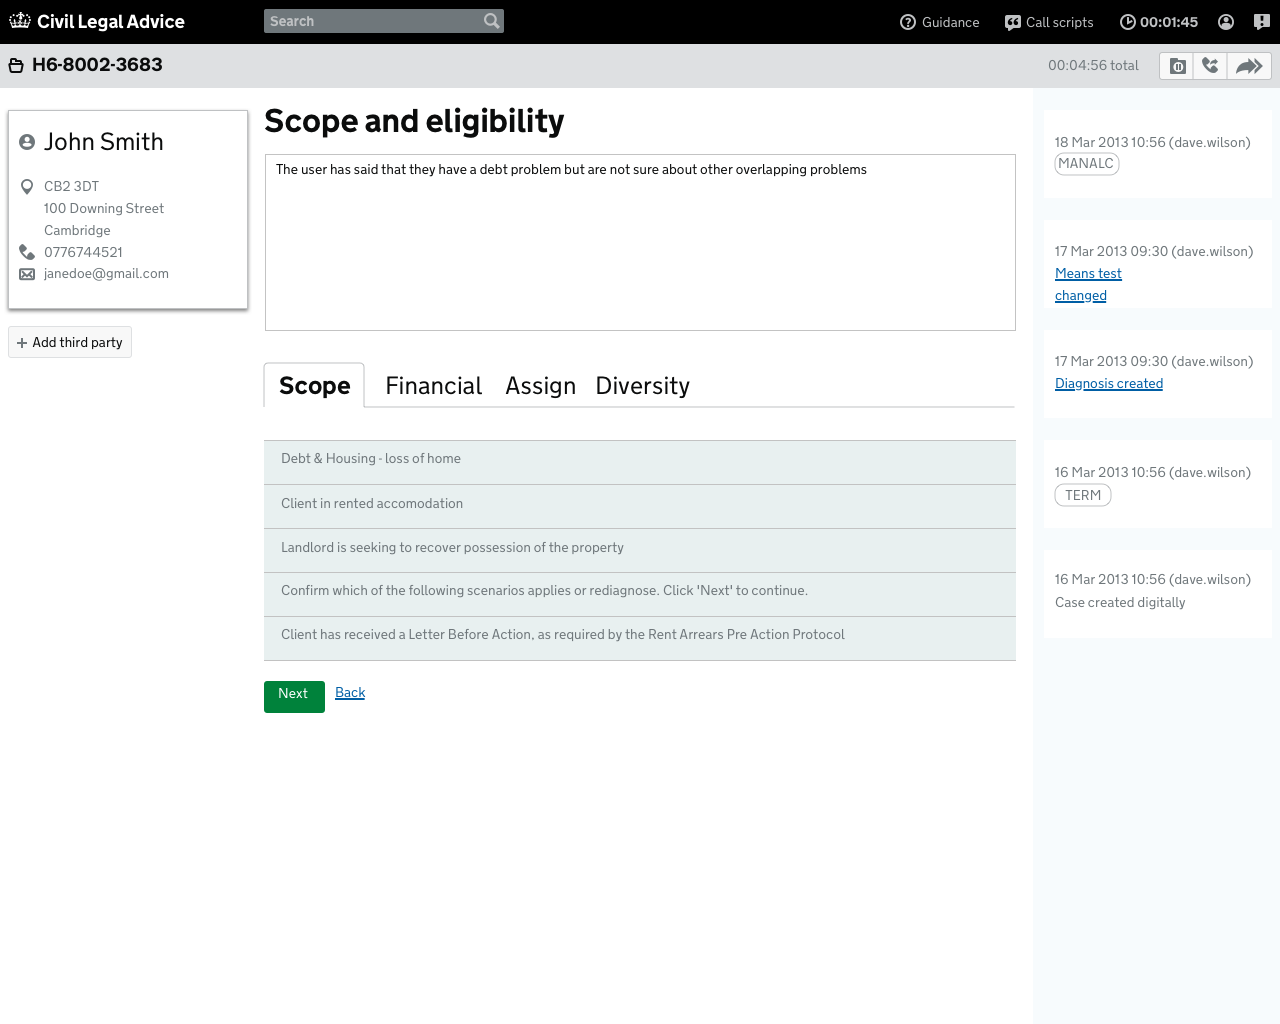 Civil Legal Advice
Search
Guidance
Call scripts
00:01:45
H6-8002-3683
00:04:56 total
John Smith
CB2 3DT
100 Downing Street
Cambridge
0776744521
janedoe@gmail.com
+ Add third party
Scope and eligibility
The user has said that they have a debt problem but are not sure about other overlapping problems
Scope
Financial
Assign
Diversity
Debt & Housing - loss of home
Client in rented accomodation
Landlord is seeking to recover possession of the property
Confirm which of the following scenarios applies or rediagnose. Click 'Next' to continue.
Client has received a Letter Before Action, as required by the Rent Arrears Pre Action Protocol
Next
Back
18 Mar 2013 10:56 (dave.wilson)
MANALC
17 Mar 2013 09:30 (dave.wilson)
Means test
changed
17 Mar 2013 09:30 (dave.wilson)
Diagnosis created
16 Mar 2013 10:56 (dave.wilson)
TERM
16 Mar 2013 10:56 (dave.wilson)
Case created digitally